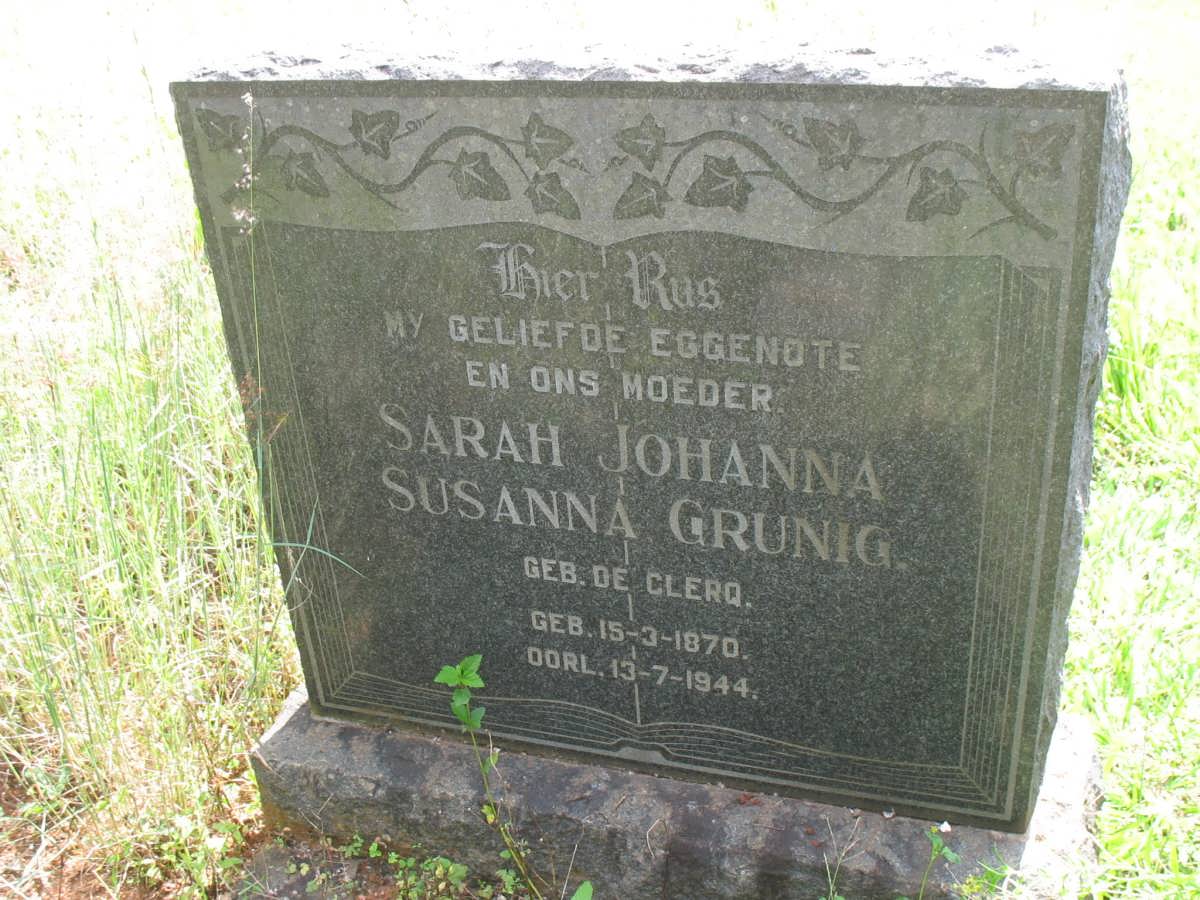 Hier Rus
MY GELIEFDE EGGENOTE
EN ONS MOEDER.
SARAH JOHANNA
SUSANNA GRUNIG.
GEB. DE CLERQ.
GEB. 15-3-1870.
OORL. 13-7-1944.